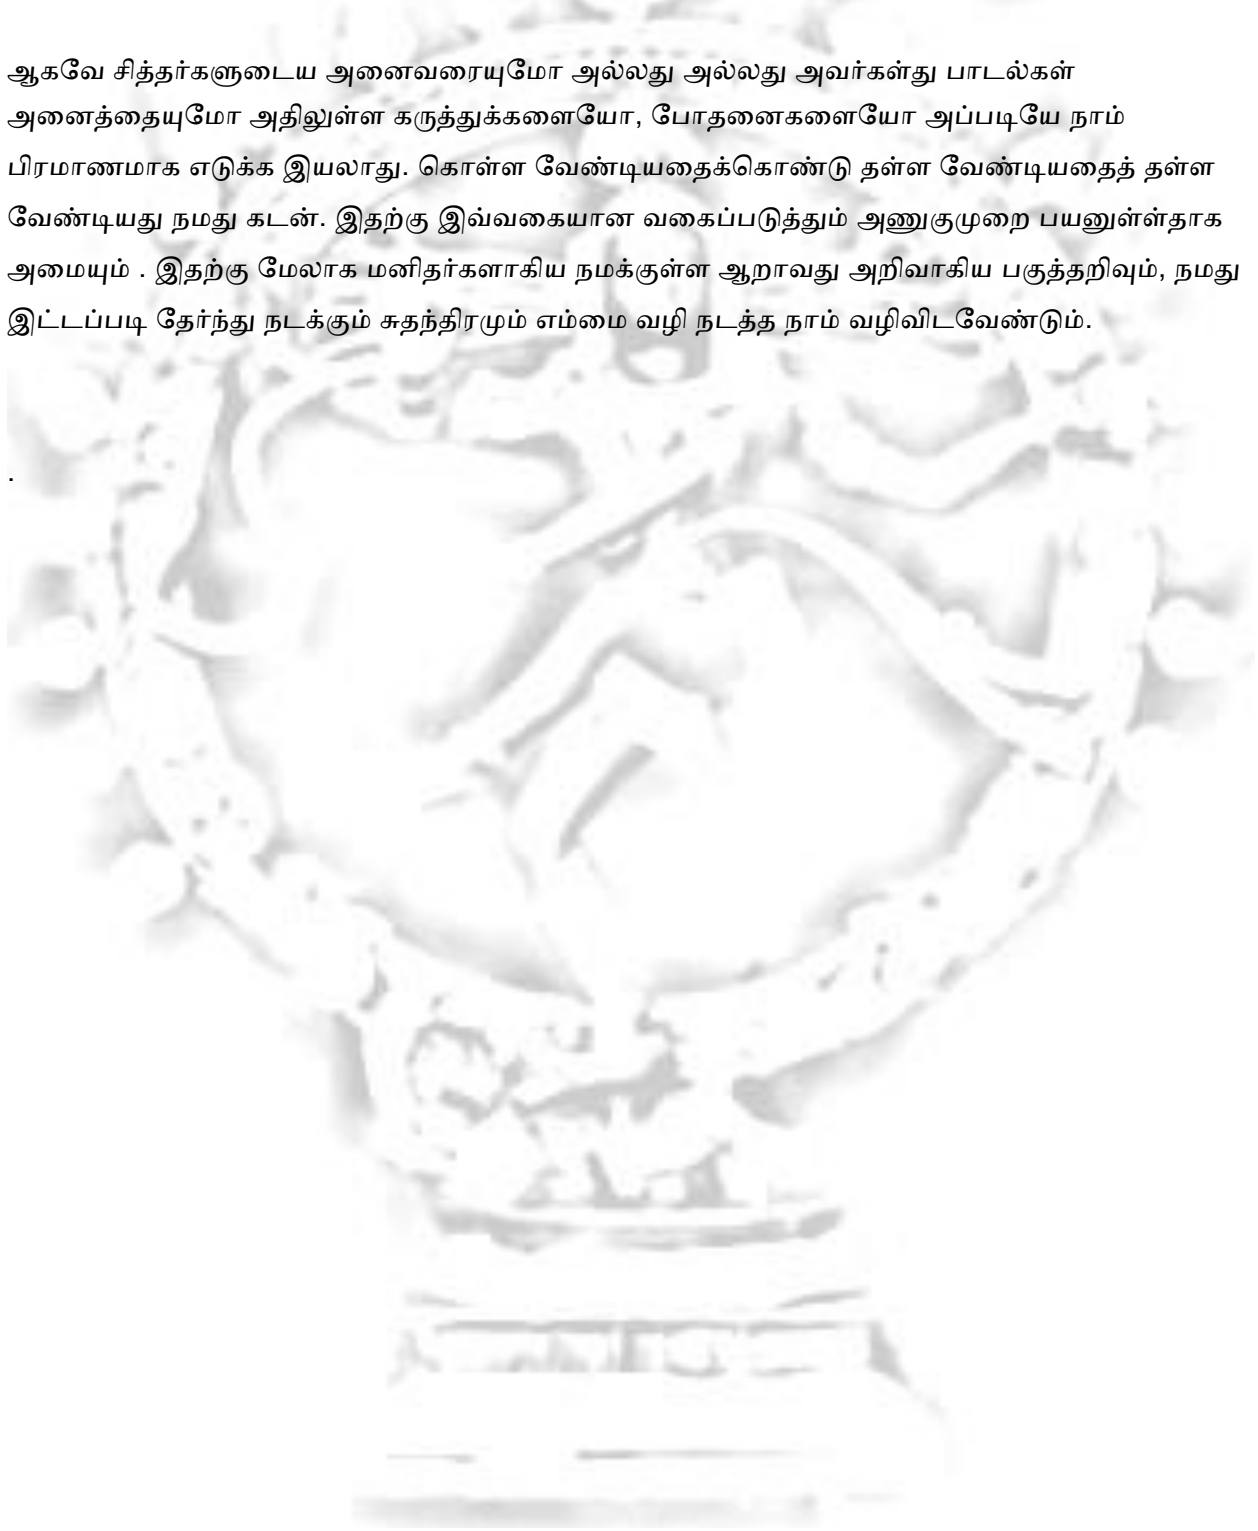 ஆகவே சித்தர்களுடைய அனைவரையுமோ அல்லது அல்லது அவர்கள்து பாடல்கள்
அனைத்தையுமோ அதிலுள்ள கருத்துக்களையோ, போதனைகளையோ அப்படியே நாம்
பிரமாணமாக எடுக்க இயலாது. கொள்ள வேண்டியதைக்கொண்டு தள்ள வேண்டியதைத் தள்ள
வேண்டியது நமது கடன். இதற்கு இவ்வகையான வகைப்படுத்தும் அணுகுமுறை பயனுள்ள்தாக
அமையும் . இதற்கு மேலாக மனிதர்களாகிய நமக்குள்ள ஆறாவது அறிவாகிய பகுத்தறிவும், நமது
இட்டப்படி தேர்ந்து நடக்கும் சுதந்திரமும் எம்மை வழி நடத்த நாம் வழிவிடவேண்டும்.
.